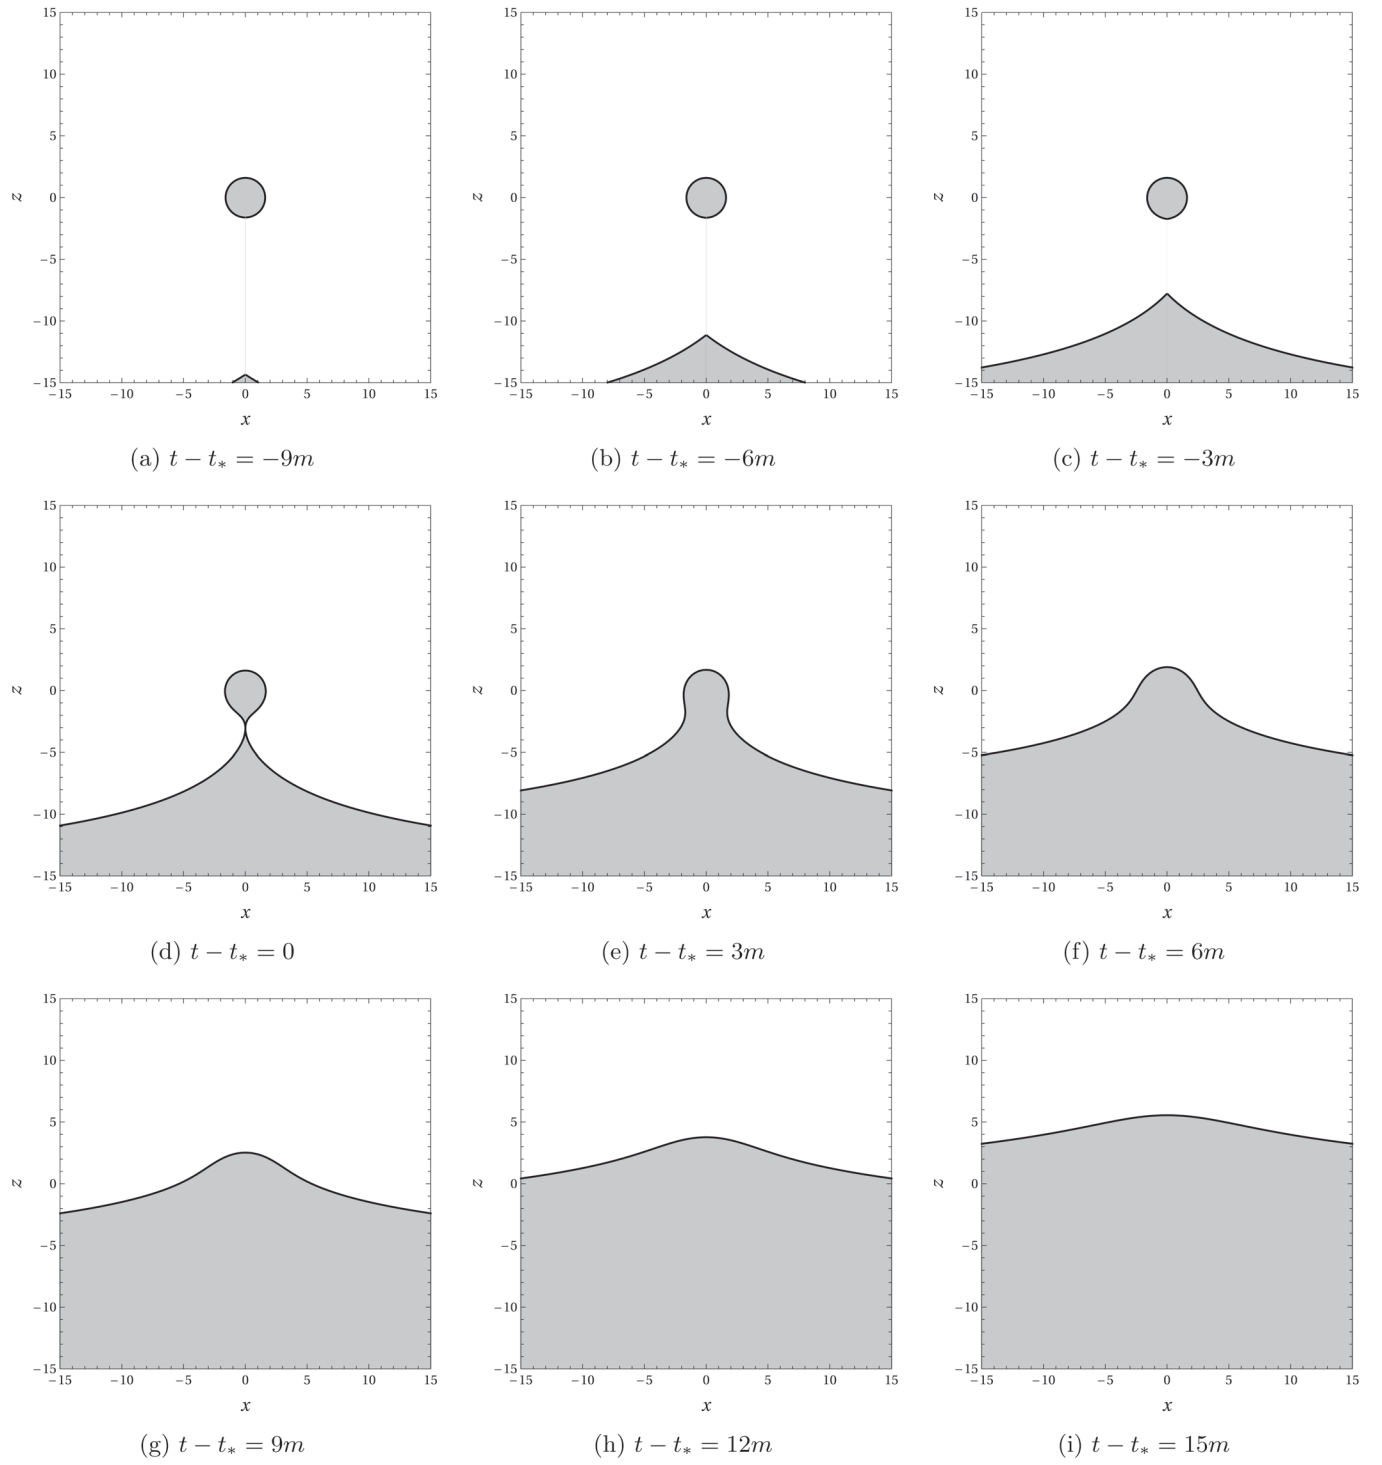 15
10
5
z 0
−5
−10
−15
−15 −10 −5 0 5 10 15
x
15
10
5
z 0
−5
−10
−15
−15 −10 −5 0 5 10 15
x
15
10
5
z 0
−5
−10
−15
−15 −10 −5 0 5 10 15
x
(a) t − t∗ = −9m
(b) t − t∗ = −6m
(c) t − t∗ = −3m
15
10
5
z 0
−5
−10
−15
−15 −10 −5 0 5 10 15
x
15
10
5
z 0
−5
−10
−15
−15 −10 −5 0 5 10 15
x
15
10
5
z 0
−5
−10
−15
−15 −10 −5 0 5 10 15
x
(d) t − t∗ = 0
(e) t − t∗ = 3m
(f) t − t∗ = 6m
15
10
5
z 0
−5
−10
−15
−15 −10 −5 0 5 10 15
x
15
10
5
z 0
−5
−10
−15
−15 −10 −5 0 5 10 15
x
15
10
5
z 0
−5
−10
−15
−15 −10 −5 0 5 10 15
x
(g) t − t∗ = 9m
(h) t − t∗ = 12m
(i) t − t∗ = 15m